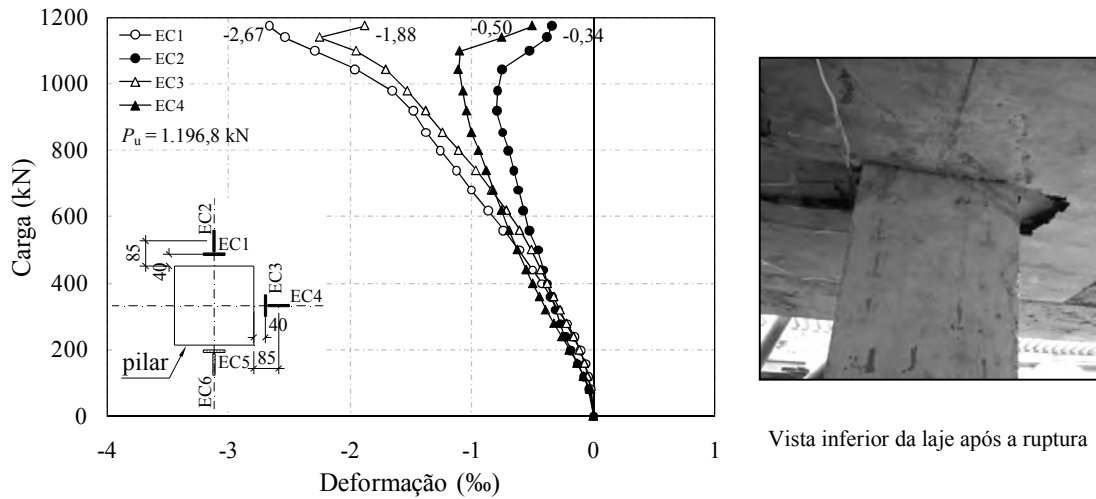 1200
1000
800
600
400
200
0
Carga (kN)
EC1
EC2
EC3
EC4
-2,67
-1,88
-0,50
-0,34
P_u = 1.196,8 kN
EC2
85
EC1
40
EC3
EC4
40
pilar
EC5
85
EC6
-4
-3
-2
-1
0
1
Deformação (‰)
Vista inferior da laje após a ruptura